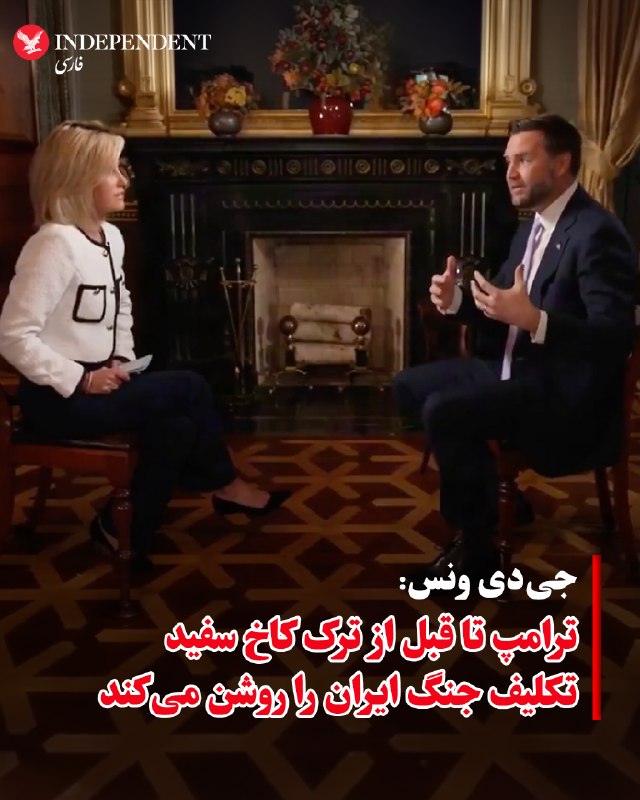 INDEPENDENT
فارسی
جی‌دی ونس:
ترامپ تا قبل از ترک کاخ سفید
تکلیف جنگ ایران را روشن می‌کند